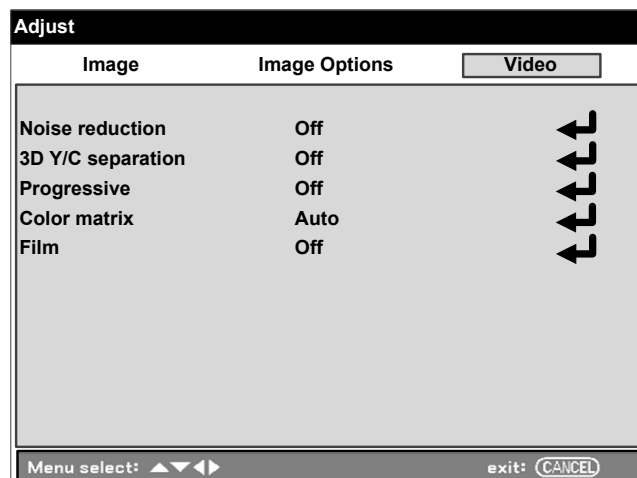 Adjust
Image Image Options Video
Noise reduction Off
3D Y/C separation Off
Progressive Off
Color matrix Auto
Film Off
Menu select: ▲▼◀▶ exit: CANCEL